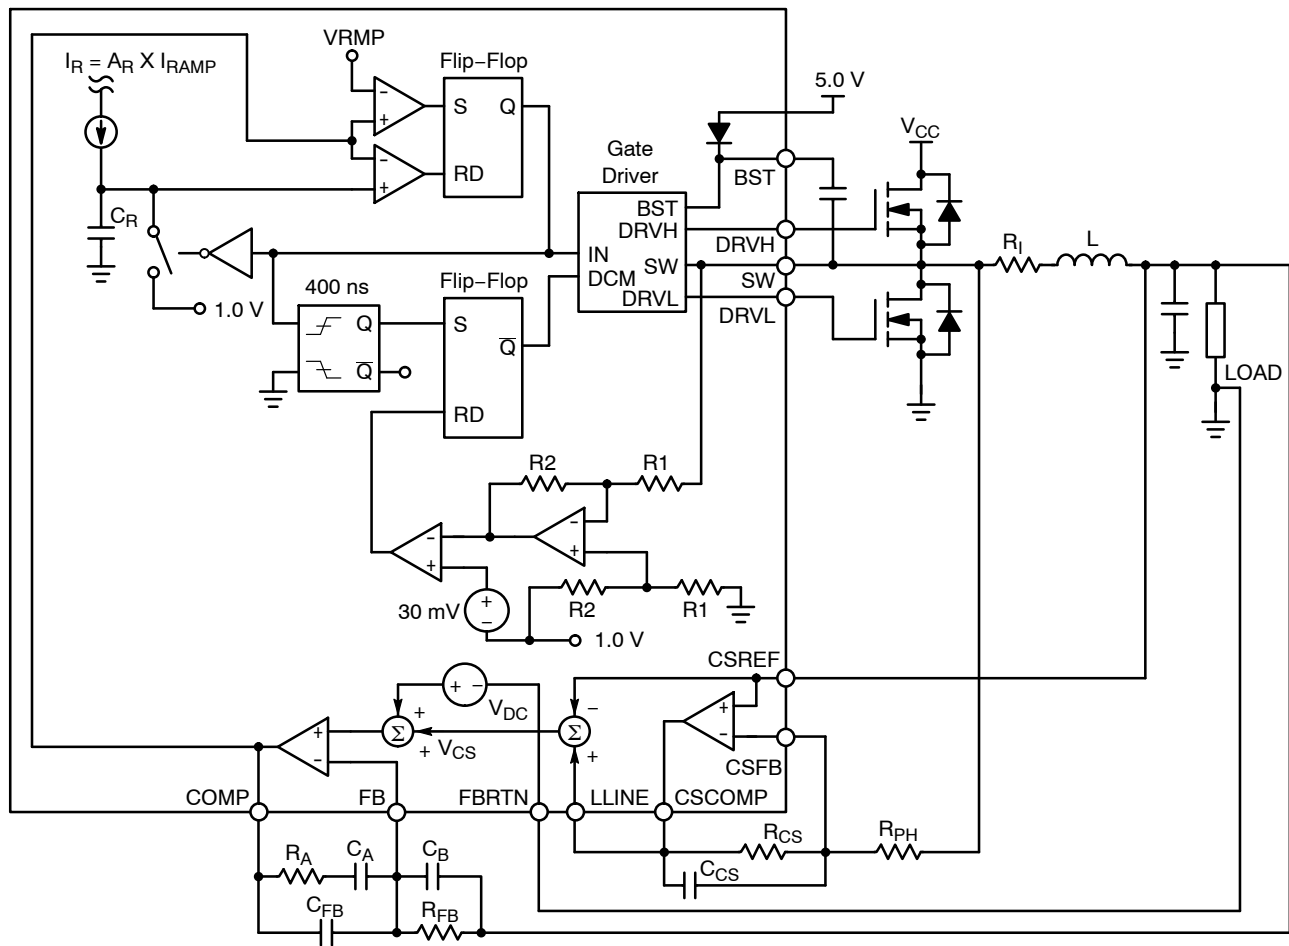 VRMP
I_R = A_R X I_RAMP
Flip–Flop
5.0 V
-
+
S
Q
V_CC
Gate
Driver
-
+
RD
BST
C_R
BST
DRVH
DRVH
R_I
L
IN
SW
SW
DCM
DRVL
DRVL
1.0 V
400 ns
Flip–Flop
Q
S
Q̅
Q̅
LOAD
RD
R2
R1
-
+
-
+
30 mV
+
−
R2
R1
1.0 V
CSREF
+ −
V_DC
−
+
+
Σ
Σ
+
-
+
V_CS
+
-
CSFB
COMP
FB
FBRTN
LLINE
CSCOMP
R_CS
R_PH
R_A
C_A
C_B
C_CS
C_FB
R_FB